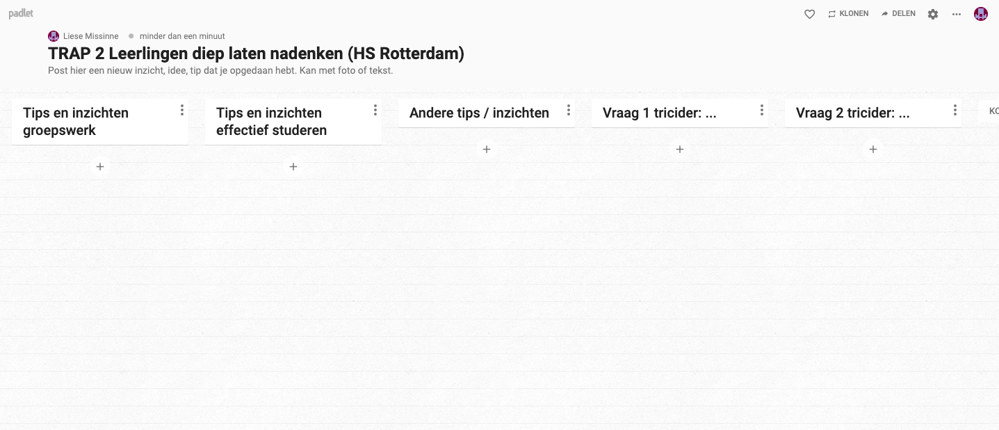 padlet
KLONEN
DELEN
Liese Missinne
minder dan een minuut
TRAP 2 Leerlingen diep laten nadenken (HS Rotterdam)
Post hier een nieuw inzicht, idee, tip dat je opgedaan hebt. Kan met foto of tekst.
Tips en inzichten
groepswerk
Tips en inzichten
effectief studeren
Andere tips / inzichten
Vraag 1 tricider: ...
Vraag 2 tricider: ...